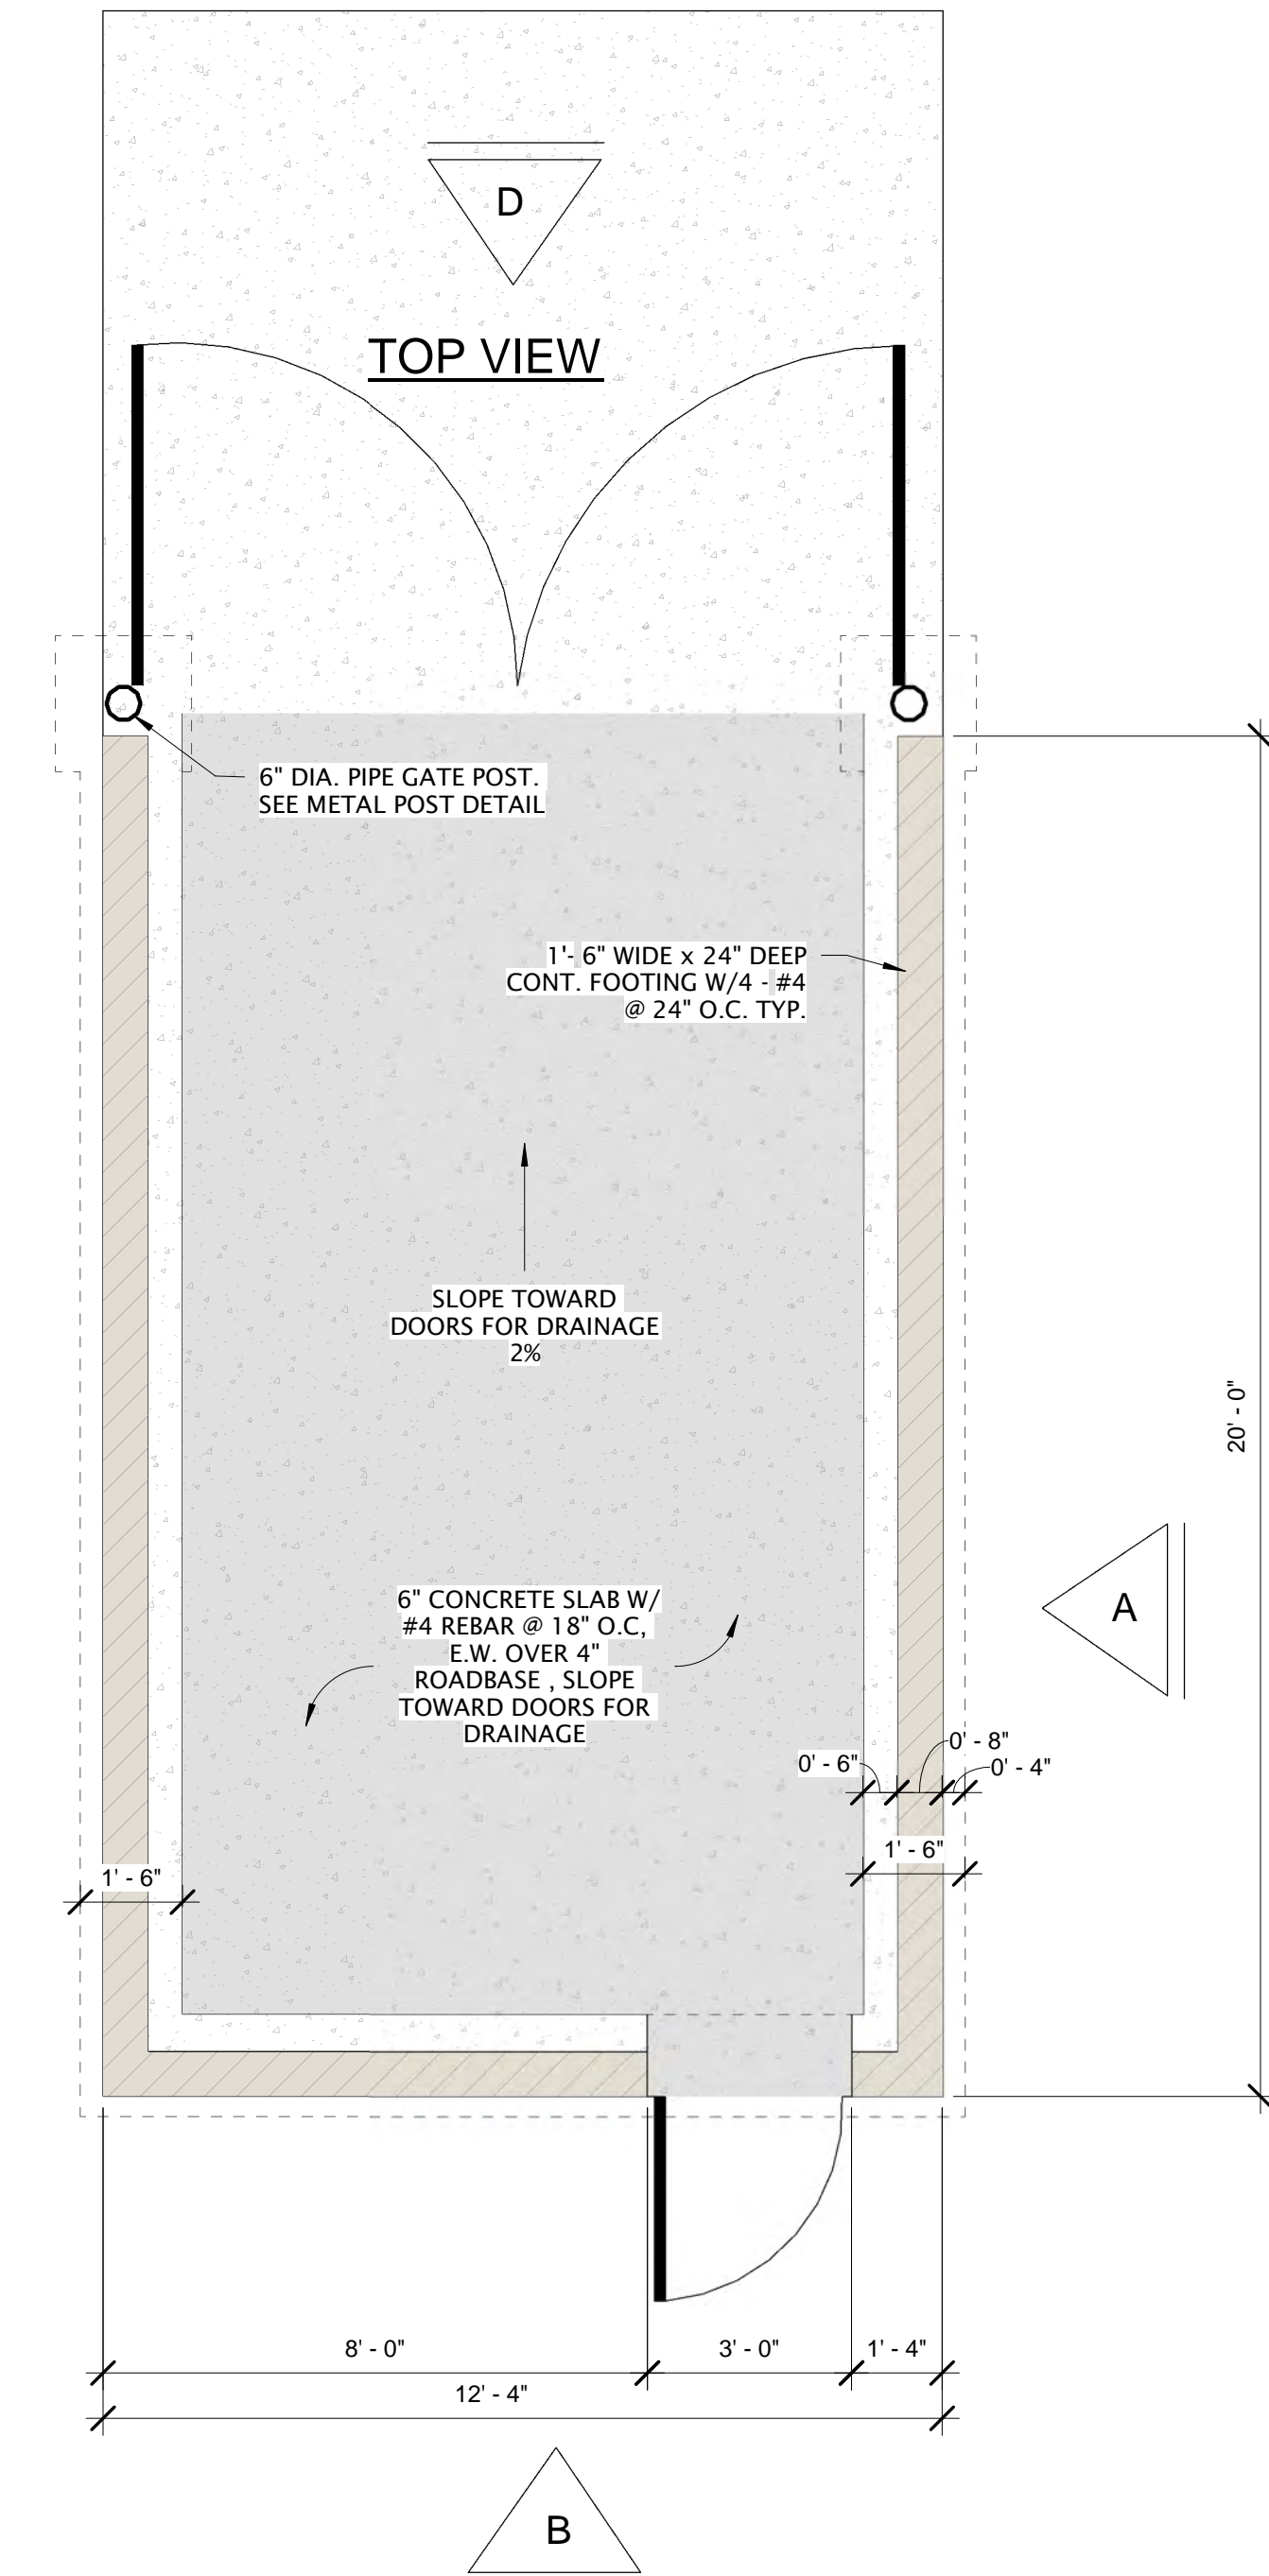 D
TOP VIEW
6" DIA. PIPE GATE POST.
SEE METAL POST DETAIL
1'- 6" WIDE x 24" DEEP
CONT. FOOTING W/4 - #4
@ 24" O.C. TYP.
SLOPE TOWARD
DOORS FOR DRAINAGE
2%
20' - 0"
6" CONCRETE SLAB W/
#4 REBAR @ 18" O.C,
E.W. OVER 4"
ROADBASE , SLOPE
TOWARD DOORS FOR
DRAINAGE
A
0' - 6"
0' - 8"
0' - 4"
1' - 6"
1' - 6"
8' - 0"
3' - 0"
1' - 4"
12' - 4"
B